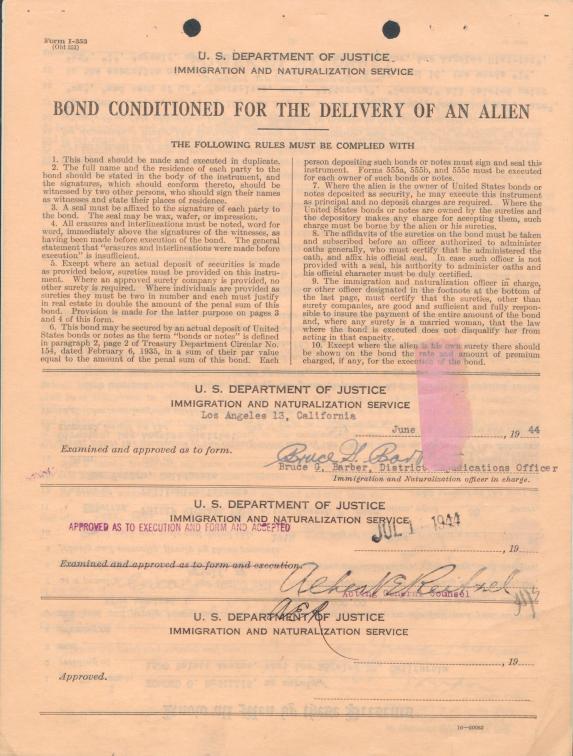 Form I-353
(Old 553)
U. S. DEPARTMENT OF JUSTICE
IMMIGRATION AND NATURALIZATION SERVICE
BOND CONDITIONED FOR THE DELIVERY OF AN ALIEN
THE FOLLOWING RULES MUST BE COMPLIED WITH
1. This bond should be made and executed in duplicate.
2. The full name and the residence of each party to the
bond should be stated in the body of the instrument, and
the signatures, which should conform thereto, should be
witnessed by two other persons, who should sign their names
as witnesses and state their places of residence.
3. A seal must be affixed to the signature of each party to
the bond. The seal may be wax, wafer, or impression.
4. All erasures and interlineations must be noted, word for
word, immediately above the signatures of the witnesses, as
having been made before execution of the bond. The general
statement that "erasures and interlineations were made before
execution" is insufficient.
5. Except where an actual deposit of securities is made
as provided below, sureties must be provided on this instru-
ment. Where an approved surety company is provided, no
other surety is required. Where individuals are provided as
sureties they must be two in number and each must justify
in real estate in double the amount of the penal sum of this
bond. Provision is made for the latter purpose on pages 3
and 4 of this form.
6. This bond may be secured by an actual deposit of United
States bonds or notes as the term "bonds or notes" is defined
in paragraph 2, page 2 of Treasury Department Circular No.
154, dated February 6, 1935, in a sum of their par value
equal to the amount of the penal sum of this bond. Each
person depositing such bonds or notes must sign and seal this
instrument. Forms 555a, 555b, and 555c must be executed
for each owner of such bonds or notes.
7. Where the alien is the owner of United States bonds or
notes deposited as security, he may execute this instrument
as principal and no deposit charges are required. Where the
United States bonds or notes are owned by the sureties and
the depository makes any charge for accepting them, such
charge must be borne by the alien or his sureties.
8. The affidavits of the sureties on the bond must be taken
and subscribed before an officer authorized to administer
oaths generally, who must certify that he administered the
oath, and affix his official seal. In case such officer is not
provided with a seal, his authority to administer oaths and
his official character must be duly certified.
9. The immigration and naturalization officer in charge,
or other officer designated in the footnote at the bottom of
the last page, must certify that the sureties, other than
surety companies, are good and sufficient and fully respon-
sible to insure the payment of the entire amount of the bond
and, where any surety is a married woman, that the law
where the bond is executed does not disqualify her from
acting in that capacity.
10. Except where the alien is his own surety there should
be shown on the bond the rate and amount of premium
charged, if any, for the execution of the bond.
U. S. DEPARTMENT OF JUSTICE
IMMIGRATION AND NATURALIZATION SERVICE
Los Angeles 13, California
June , 19 44
Examined and approved as to form.
Bruce G. Barber, District Adjudications Officer
Immigration and Naturalization officer in charge.
U. S. DEPARTMENT OF JUSTICE
IMMIGRATION AND NATURALIZATION SERVICE
APPROVED AS TO EXECUTION AND FORM AND ACCEPTED
JUL 1 - 1944
, 19
Examined and approved as to form and execution.
Acting General Counsel
U. S. DEPARTMENT OF JUSTICE
IMMIGRATION AND NATURALIZATION SERVICE
, 19
Approved.